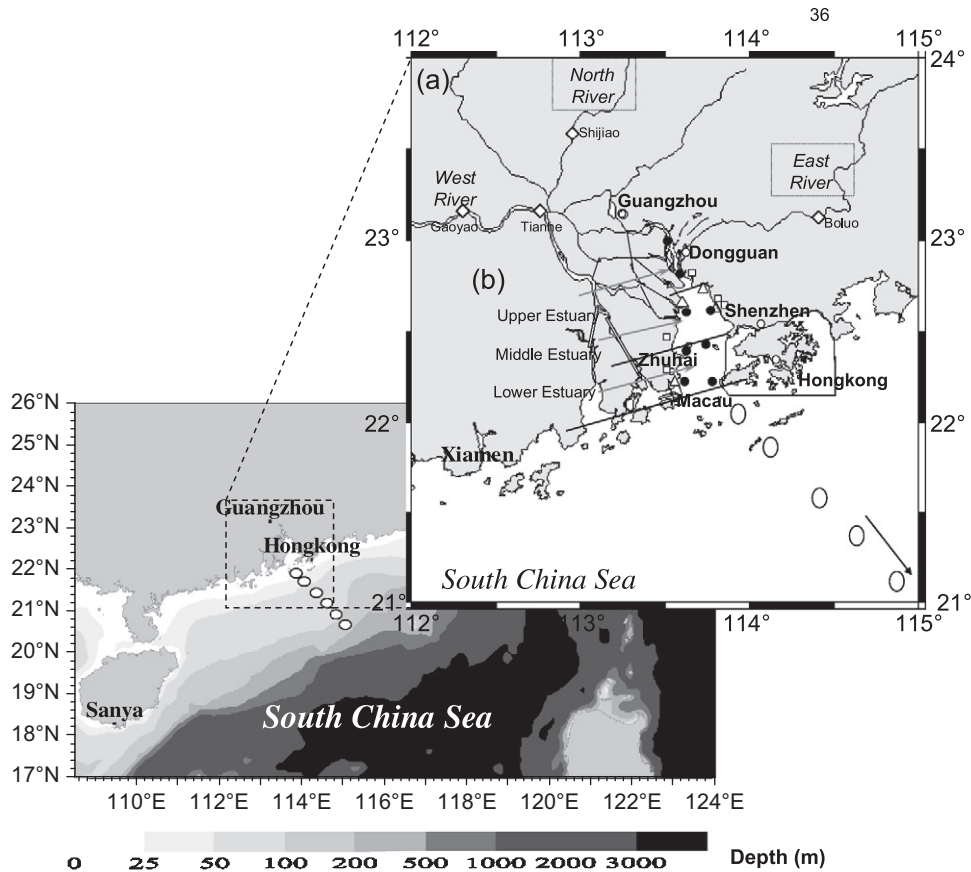 36
112°
113°
114°
115°
24°
(a)
North
River
Shijiao
East
River
West
River
Guangzhou
Gaoyao
Tianhe
Boluo
23°
23°
Dongguan
(b)
Upper Estuary
Shenzhen
Middle Estuary
Zhuhai
Hongkong
Lower Estuary
Macau
22°
22°
Xiamen
South China Sea
21°
21°
112°
113°
114°
115°
26°N
25°N
24°N
23°N
22°N
21°N
20°N
19°N
18°N
17°N
Guangzhou
Hongkong
Sanya
South China Sea
110°E
112°E
114°E
116°E
118°E
120°E
122°E
124°E
0
25
50
100
200
500
1000
2000
3000
Depth (m)